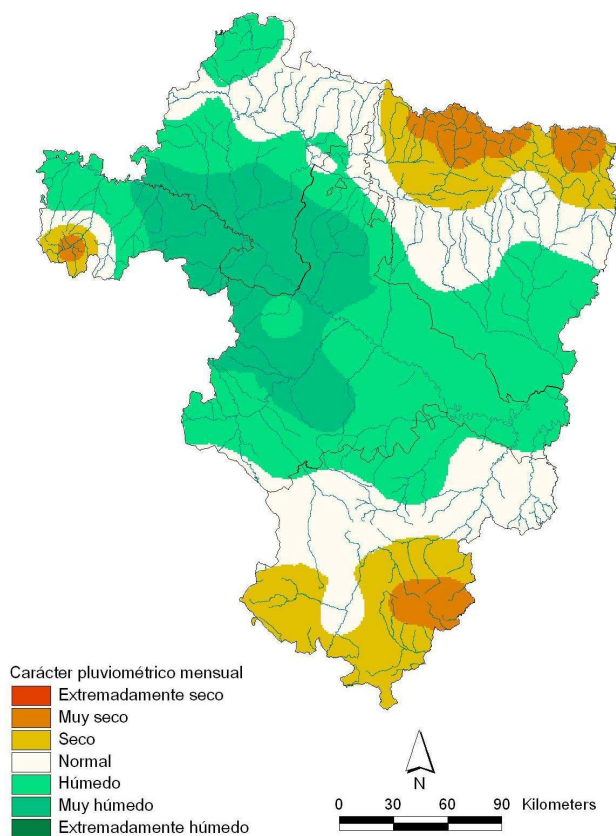 Carácter pluviométrico mensual
Extremadamente seco
Muy seco
Seco
Normal
Húmedo
Muy húmedo
Extremadamente húmedo
N
0 30 60 90 Kilometers